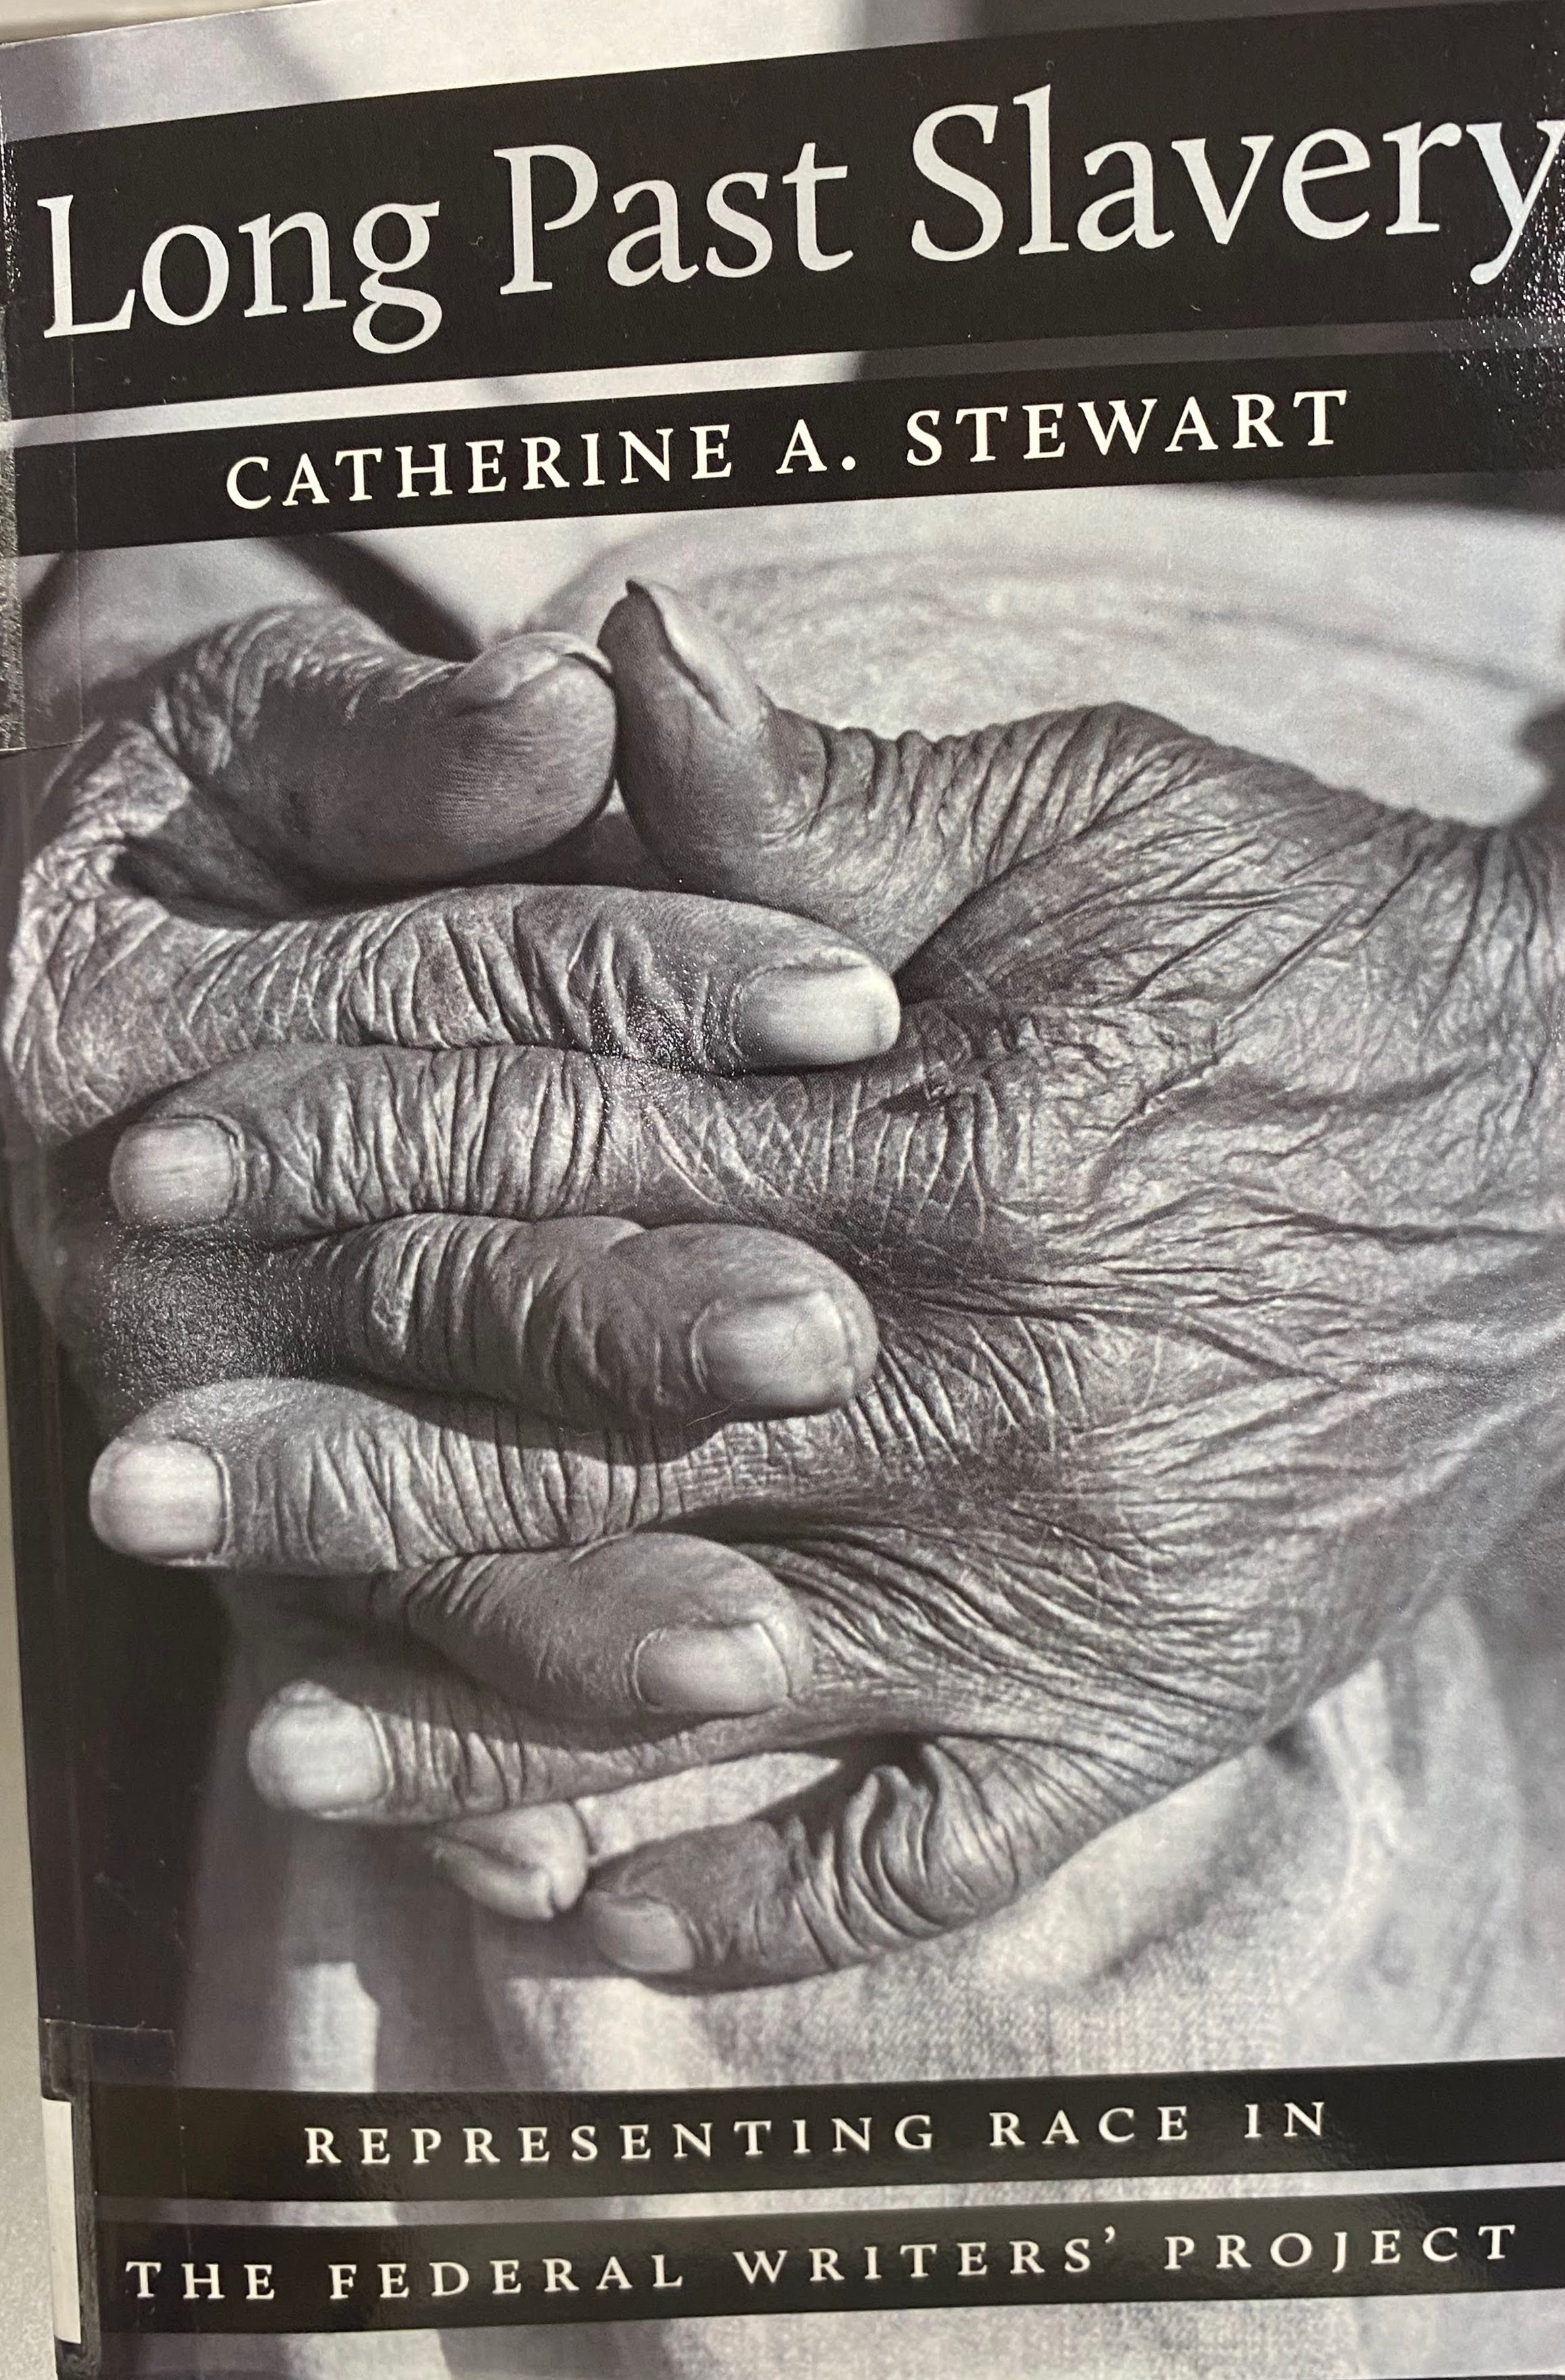 Long Past Slavery
CATHERINE A. STEWART
REPRESENTING RACE IN
THE FEDERAL WRITERS' PROJECT